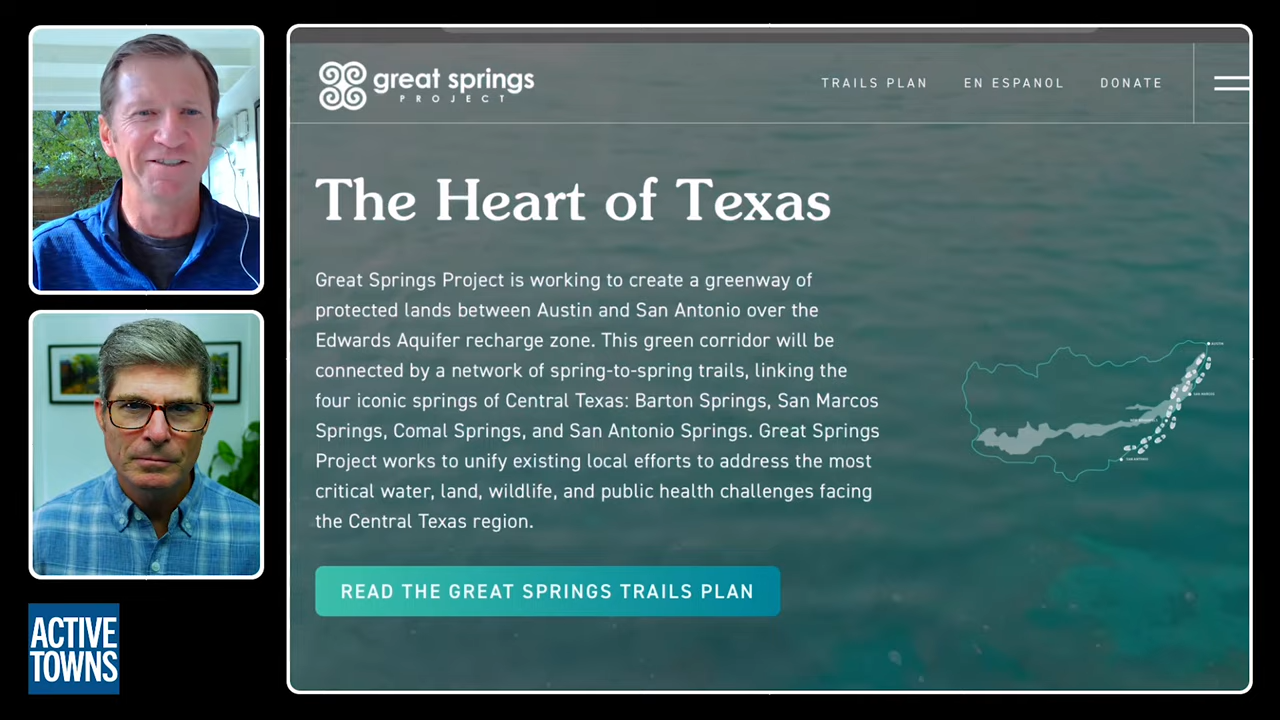 great springs
PROJECT
TRAILS PLAN
EN ESPANOL
DONATE
The Heart of Texas
Great Springs Project is working to create a greenway of
protected lands between Austin and San Antonio over the
Edwards Aquifer recharge zone. This green corridor will be
connected by a network of spring-to-spring trails, linking the
four iconic springs of Central Texas: Barton Springs, San Marcos
Springs, Comal Springs, and San Antonio Springs. Great Springs
Project works to unify existing local efforts to address the most
critical water, land, wildlife, and public health challenges facing
the Central Texas region.
READ THE GREAT SPRINGS TRAILS PLAN
AUSTIN
SAN MARCOS
SAN ANTONIO
ACTIVE
TOWNS